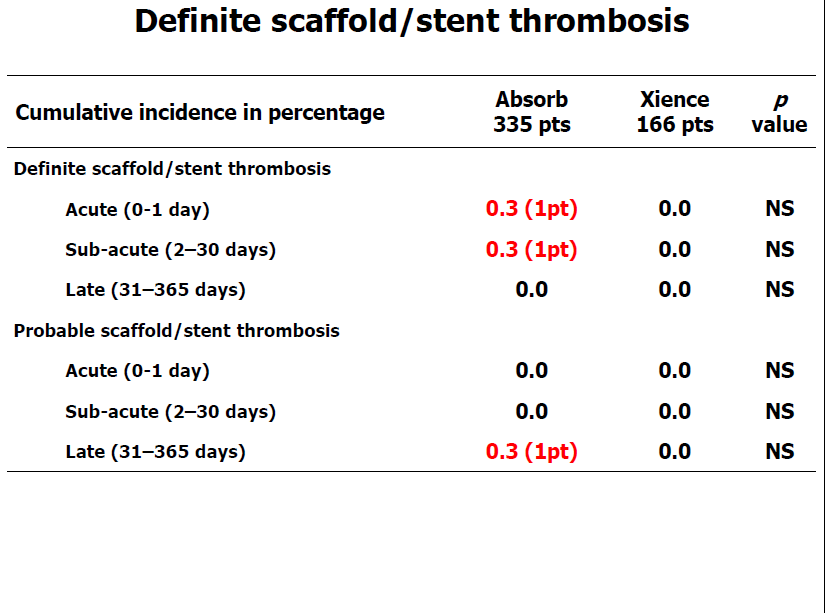 Definite scaffold/stent thrombosis
Cumulative incidence in percentage Absorb 335 pts Xience 166 pts p value
Definite scaffold/stent thrombosis
Acute (0-1 day) 0.3 (1pt) 0.0 NS
Sub-acute (2–30 days) 0.3 (1pt) 0.0 NS
Late (31–365 days) 0.0 0.0 NS
Probable scaffold/stent thrombosis
Acute (0-1 day) 0.0 0.0 NS
Sub-acute (2–30 days) 0.0 0.0 NS
Late (31–365 days) 0.3 (1pt) 0.0 NS